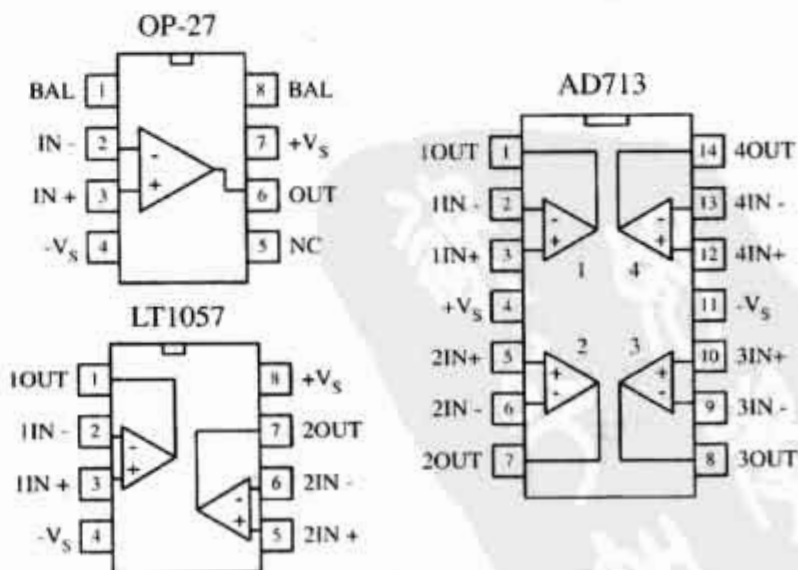 OP-27
BAL 1 8 BAL
IN - 2 - 7 +VS
IN + 3 + 6 OUT
-VS 4 5 NC
LT1057
1OUT 1 8 +VS
1IN - 2 - 7 2OUT
1IN + 3 + - 6 2IN -
-VS 4 + 5 2IN +
AD713
1OUT 1 14 4OUT
1IN - 2 - - 13 4IN -
1IN+ 3 + + 12 4IN+
1 4
+VS 4 11 -VS
2 3
2IN+ 5 + + 10 3IN+
2IN - 6 - - 9 3IN -
2OUT 7 8 3OUT